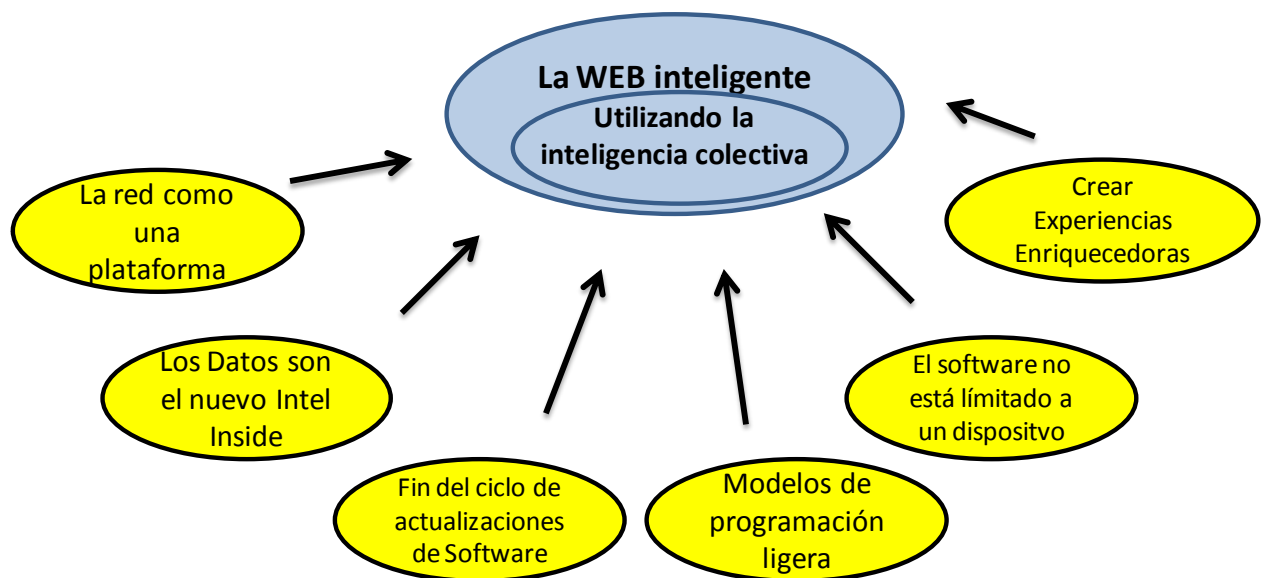 La WEB inteligente
Utilizando la
inteligencia colectiva
La red como
una
plataforma
Los Datos son
el nuevo Intel
Inside
Fin del ciclo de
actualizaciones
de Software
Modelos de
programación
ligera
El software no
está límitado a
un dispositvo
Crear
Experiencias
Enriquecedoras